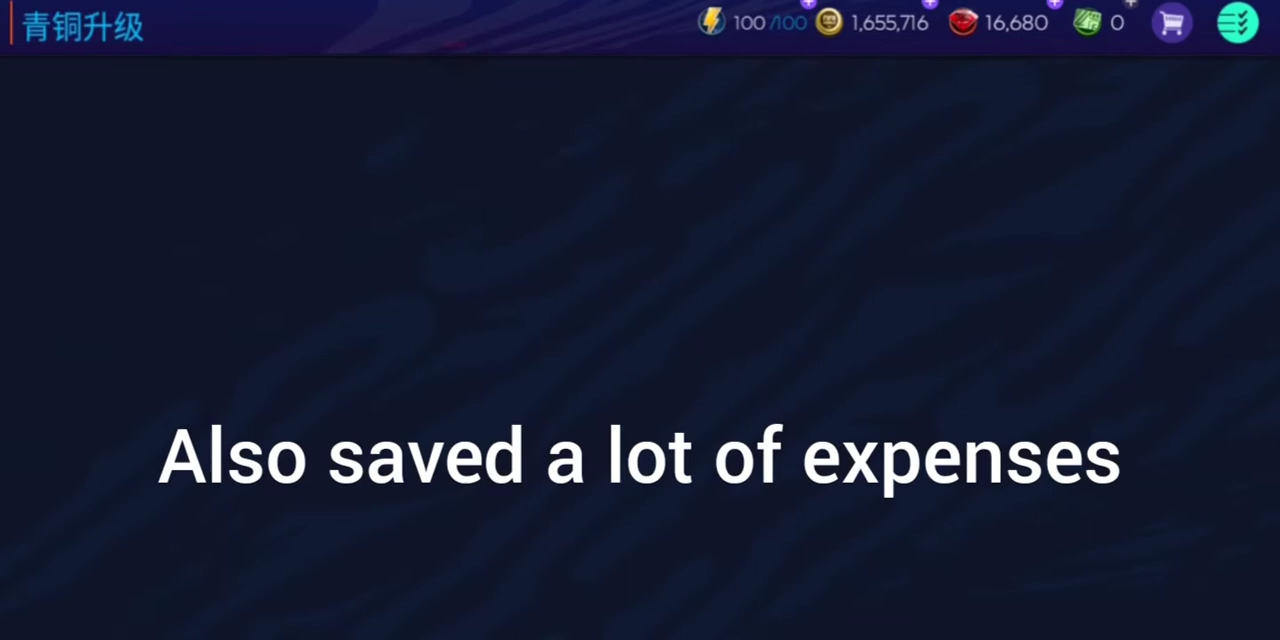 青铜升级 100/100 1,655,716 16,680 0
Also saved a lot of expenses